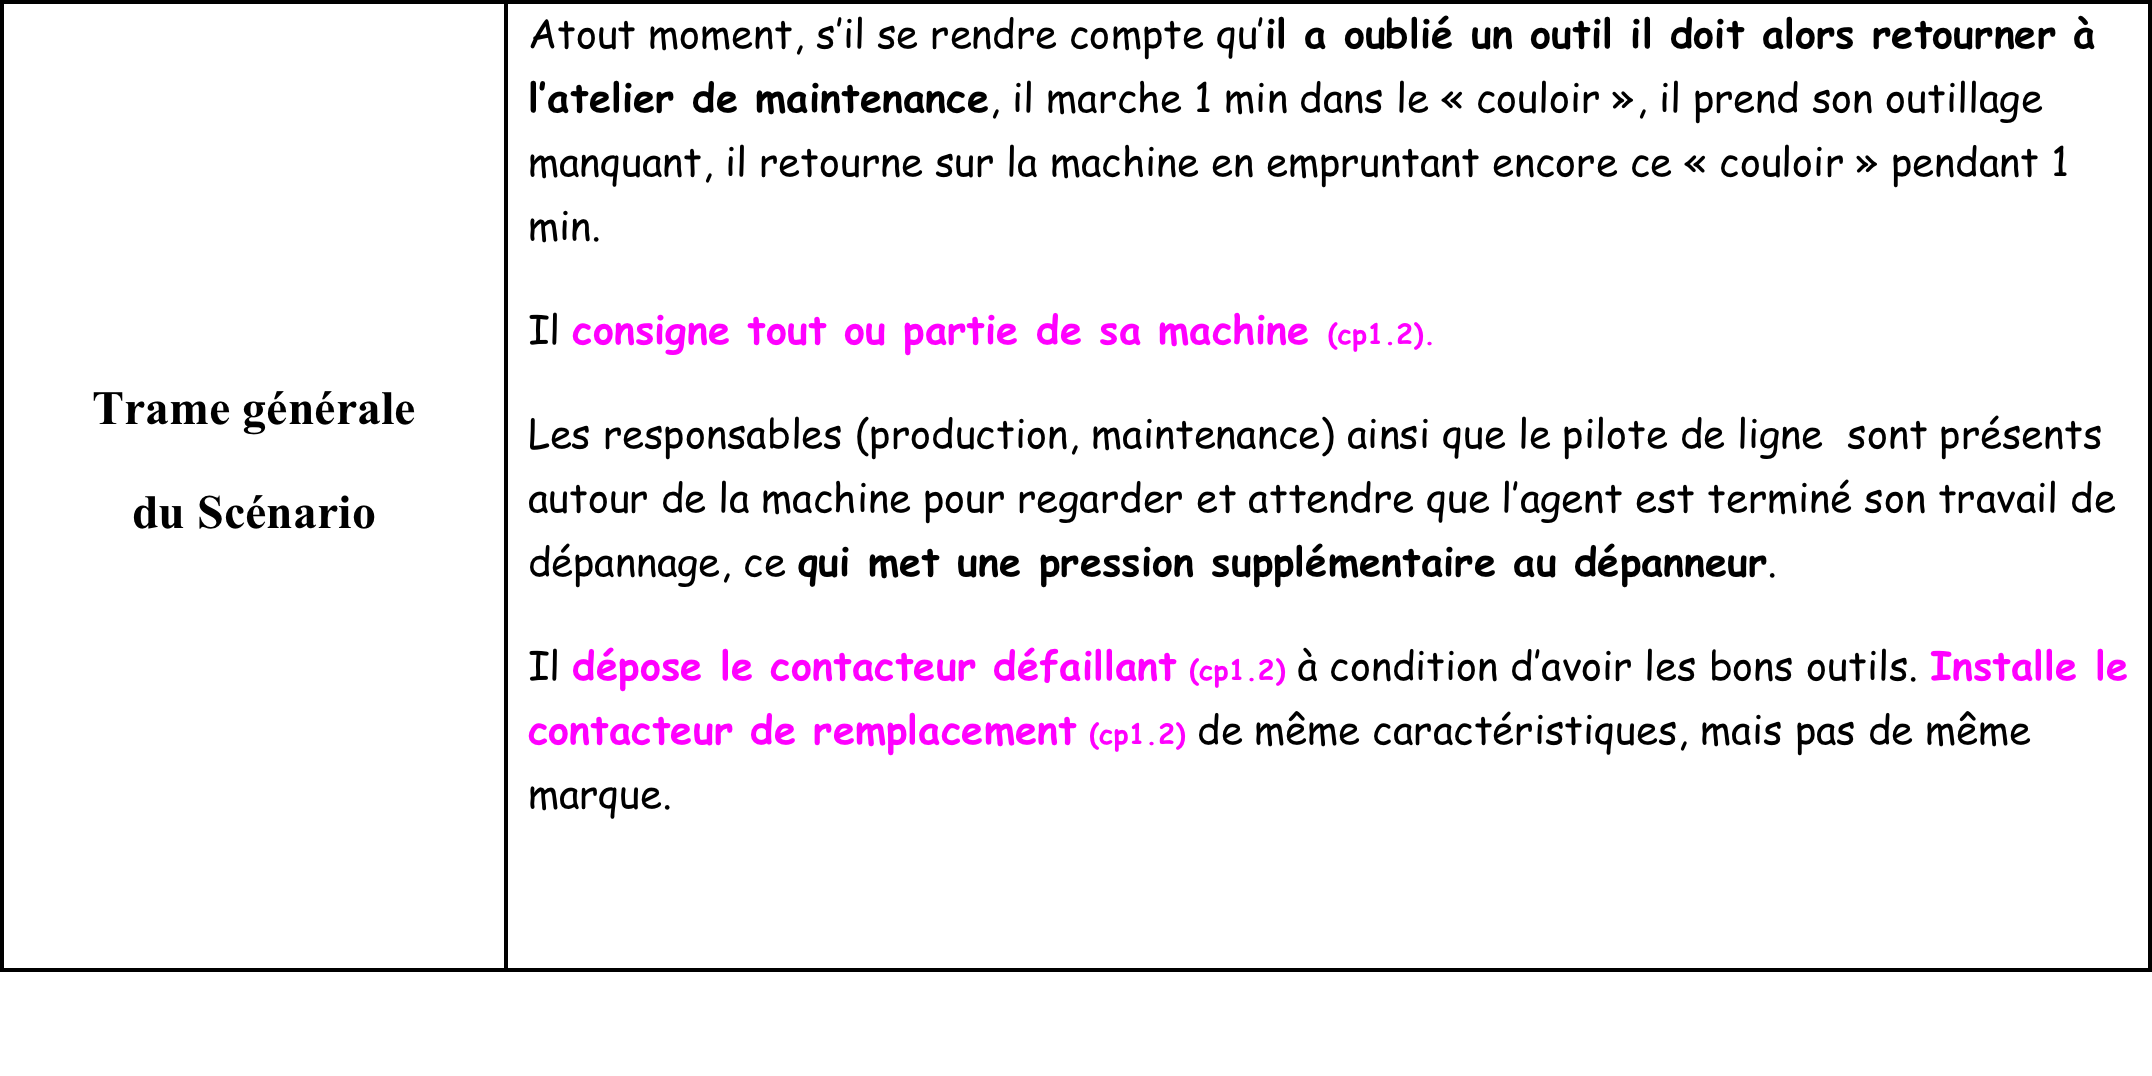 Trame générale
du Scénario
Atout moment, s’il se rendre compte qu’il a oublié un outil il doit alors retourner à
l’atelier de maintenance, il marche 1 min dans le « couloir », il prend son outillage
manquant, il retourne sur la machine en empruntant encore ce « couloir » pendant 1
min.
Il consigne tout ou partie de sa machine (cp1.2).
Les responsables (production, maintenance) ainsi que le pilote de ligne  sont présents
autour de la machine pour regarder et attendre que l’agent est terminé son travail de
dépannage, ce qui met une pression supplémentaire au dépanneur.
Il dépose le contacteur défaillant (cp1.2) à condition d’avoir les bons outils. Installe le
contacteur de remplacement (cp1.2) de même caractéristiques, mais pas de même
marque.